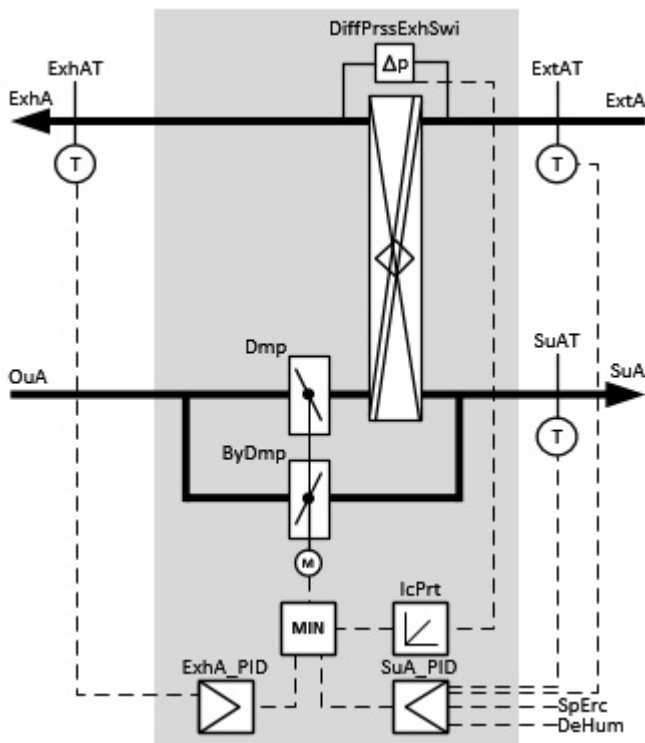 DiffPrssExhSwi
ExhAT
Δp
ExtAT
ExhA
ExtA
T
T
Dmp
SuAT
OuA
SuA
T
ByDmp
M
IcPrt
MIN
ExhA_PID
SuA_PID
SpErc
DeHum